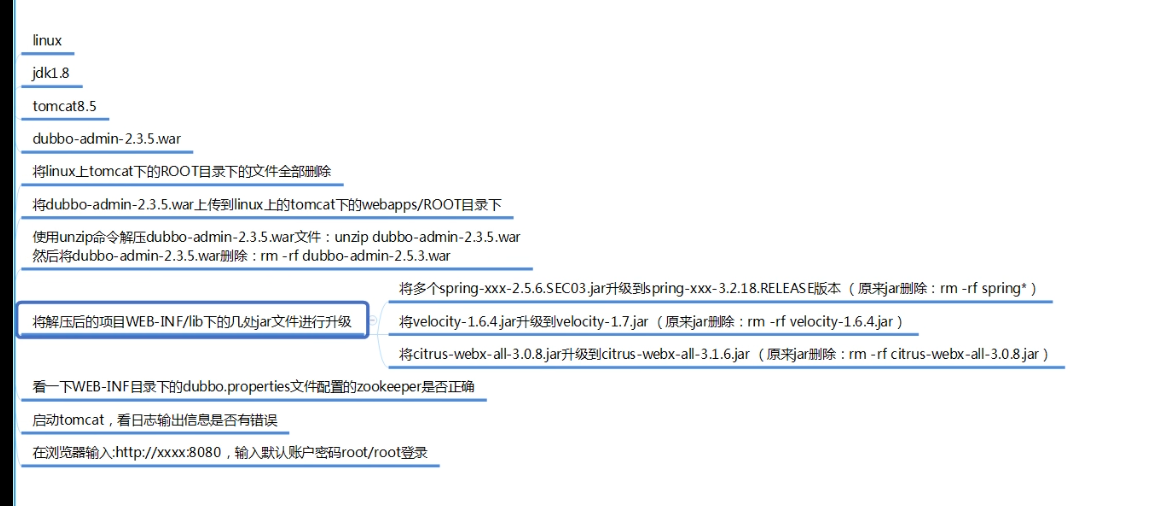 linux
jdk1.8
tomcat8.5
dubbo-admin-2.3.5.war
将linux上tomcat下的ROOT目录下的文件全部删除
将dubbo-admin-2.3.5.war上传到linux上的tomcat下的webapps/ROOT目录下
使用unzip命令解压dubbo-admin-2.3.5.war文件：unzip dubbo-admin-2.3.5.war
然后将dubbo-admin-2.3.5.war删除：rm -rf dubbo-admin-2.5.3.war
将解压后的项目WEB-INF/lib下的几处jar文件进行升级
将多个spring-xxx-2.5.6.SEC03.jar升级到spring-xxx-3.2.18.RELEASE版本（原来jar删除：rm -rf spring*）
将velocity-1.6.4.jar升级到velocity-1.7.jar（原来jar删除：rm -rf velocity-1.6.4.jar）
将citrus-webx-all-3.0.8.jar升级到citrus-webx-all-3.1.6.jar（原来jar删除：rm -rf citrus-webx-all-3.0.8.jar）
看一下WEB-INF目录下的dubbo.properties文件配置的zookeeper是否正确
启动tomcat，看日志输出信息是否有错误
在浏览器输入:http://xxxx:8080，输入默认账户密码root/root登录